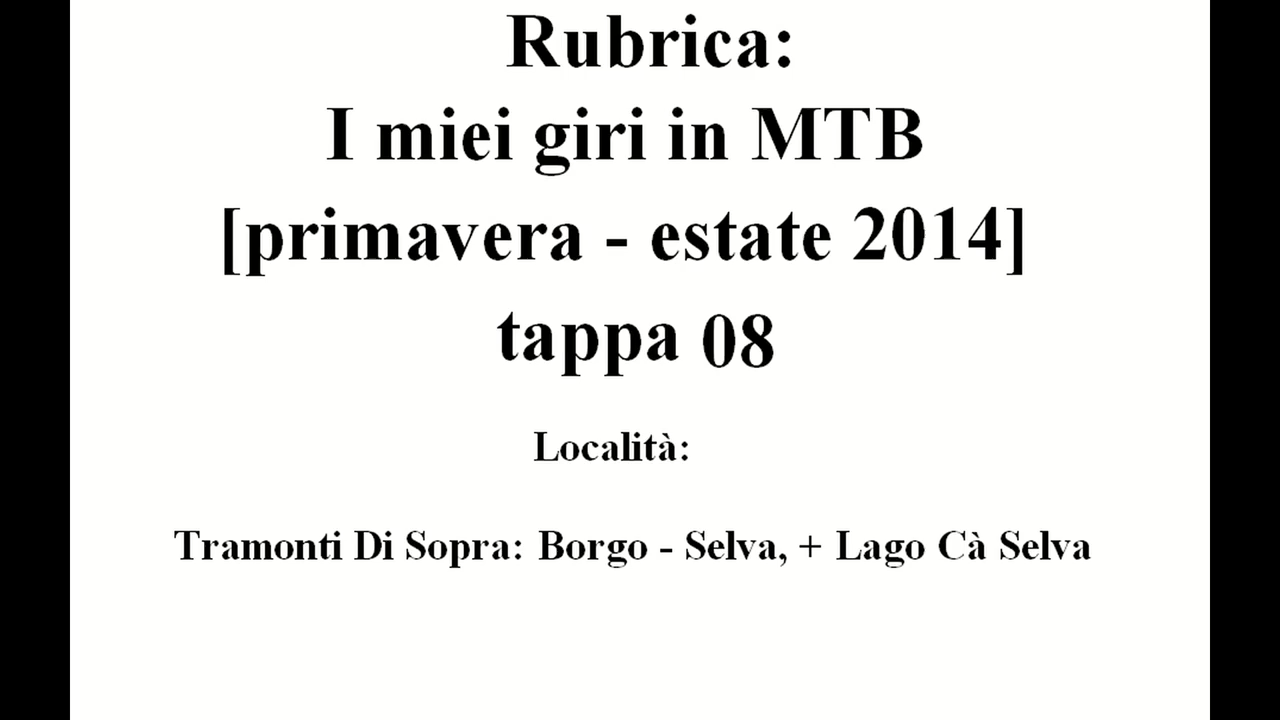 Rubrica:
I miei giri in MTB
[primavera - estate 2014]
tappa 08
Località:
Tramonti Di Sopra: Borgo - Selva, + Lago Cà Selva